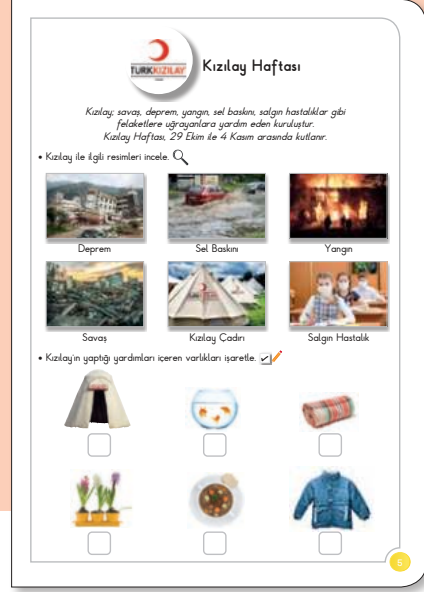 TÜRKKIZILAY
Kızılay Haftası
Kızılay; savaş, deprem, yangın, sel baskını, salgın hastalıklar gibi
felaketlere uğrayanlara yardım eden kuruluştur.
Kızılay Haftası, 29 Ekim ile 4 Kasım arasında kutlanır.
• Kızılay ile ilgili resimleri incele.
Deprem
Sel Baskını
Yangın
Savaş
Kızılay Çadırı
Salgın Hastalık
• Kızılay'ın yaptığı yardımları içeren varlıkları işaretle.
5